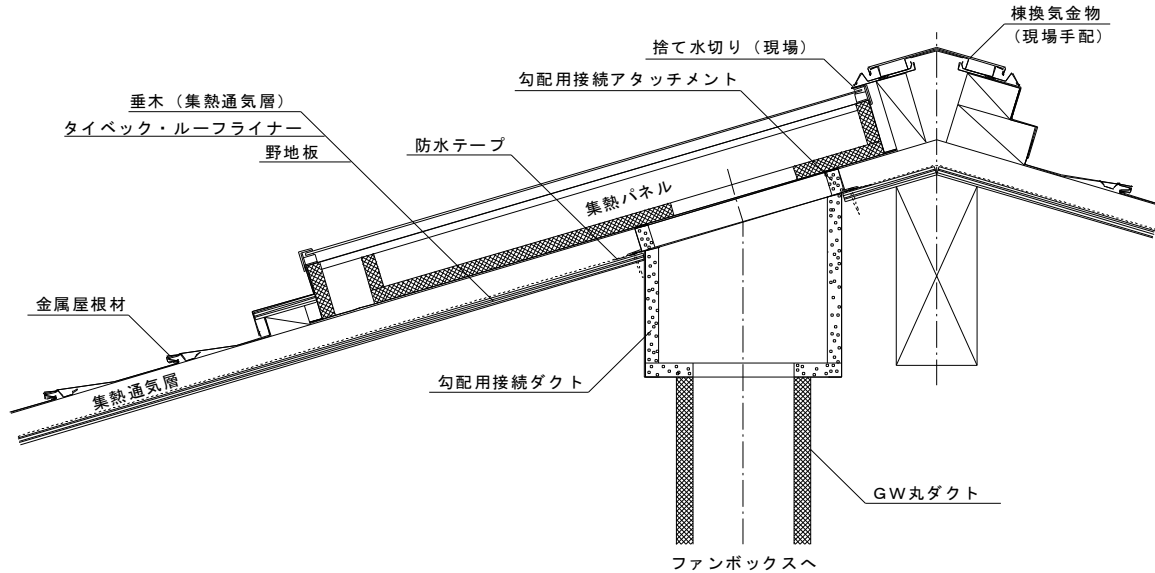 棟換気金物
（現場手配）
捨て水切り（現場）
勾配用接続アタッチメント
垂木（集熱通気層）
タイベック・ルーフライナー
野地板
防水テープ
集熱パネル
金属屋根材
集熱通気層
勾配用接続ダクト
GW丸ダクト
ファンボックスへ